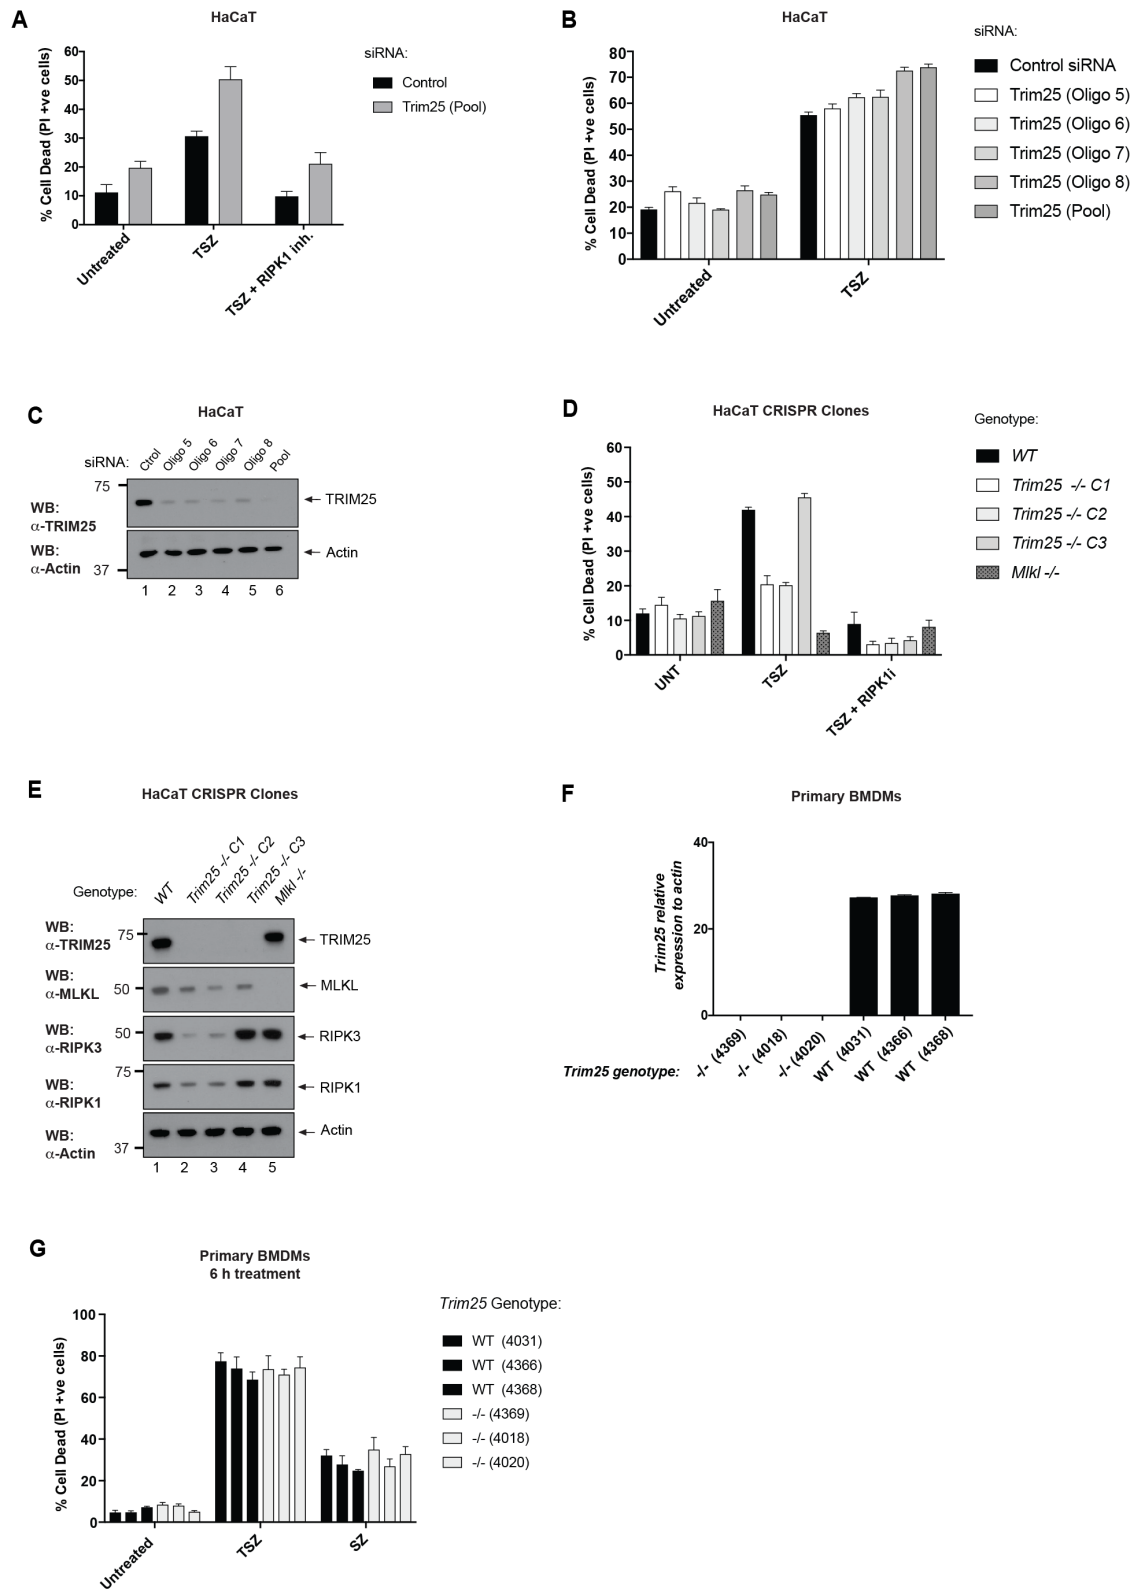 A
HaCaT
% Cell Dead (PI +ve cells)
60
50
40
30
20
10
0
Untreated
TSZ
TSZ + RIPK1 inh.
siRNA:
Control
Trim25 (Pool)
B
HaCaT
% Cell Dead (PI +ve cells)
80
70
60
50
40
30
20
10
0
Untreated
TSZ
siRNA:
Control siRNA
Trim25 (Oligo 5)
Trim25 (Oligo 6)
Trim25 (Oligo 7)
Trim25 (Oligo 8)
Trim25 (Pool)
C
HaCaT
siRNA:
Ctrol
Oligo 5
Oligo 6
Oligo 7
Oligo 8
Pool
75
WB:
α-TRIM25
TRIM25
WB:
α-Actin
Actin
37
1 2 3 4 5 6
D
HaCaT CRISPR Clones
% Cell Dead (PI +ve cells)
60
50
40
30
20
10
0
UNT
TSZ
TSZ + RIPK1i
Genotype:
WT
Trim25 -/- C1
Trim25 -/- C2
Trim25 -/- C3
Mlkl -/-
E
HaCaT CRISPR Clones
Genotype:
WT
Trim25 -/- C1
Trim25 -/- C2
Trim25 -/- C3
Mlkl -/-
WB:
α-TRIM25
75
TRIM25
WB:
α-MLKL
50
MLKL
WB:
α-RIPK3
50
RIPK3
75
WB:
α-RIPK1
RIPK1
WB:
α-Actin
37
Actin
1 2 3 4 5
F
Primary BMDMs
Trim25 relative
expression to actin
40
20
0
Trim25 genotype:
-/- (4369)
-/- (4018)
-/- (4020)
WT (4031)
WT (4366)
WT (4368)
G
Primary BMDMs
6 h treatment
% Cell Dead (PI +ve cells)
100
80
60
40
20
0
Untreated
TSZ
SZ
Trim25 Genotype:
WT (4031)
WT (4366)
WT (4368)
-/- (4369)
-/- (4018)
-/- (4020)